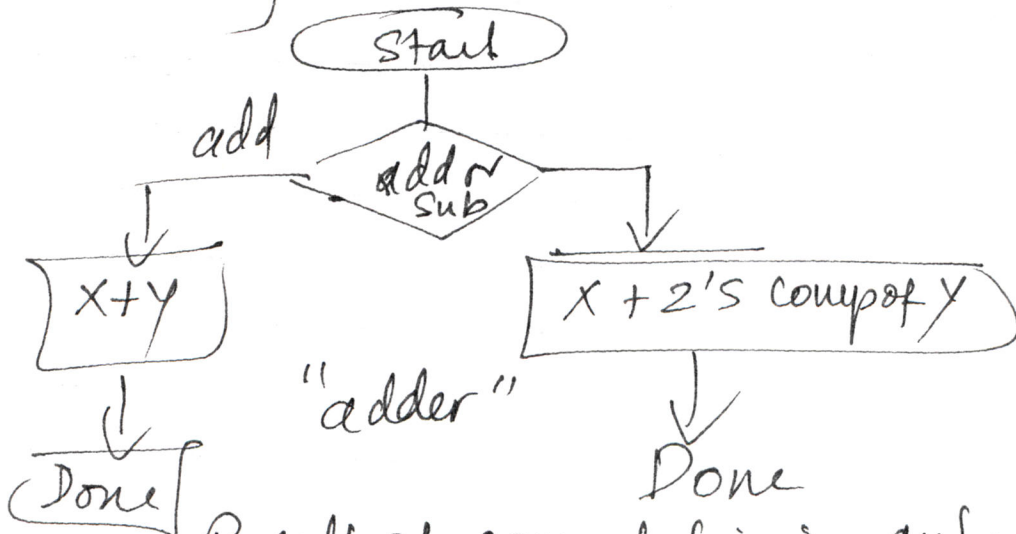 Start
add
add or
sub
X+Y
X + 2's comp of Y
"adder"
Done
Done